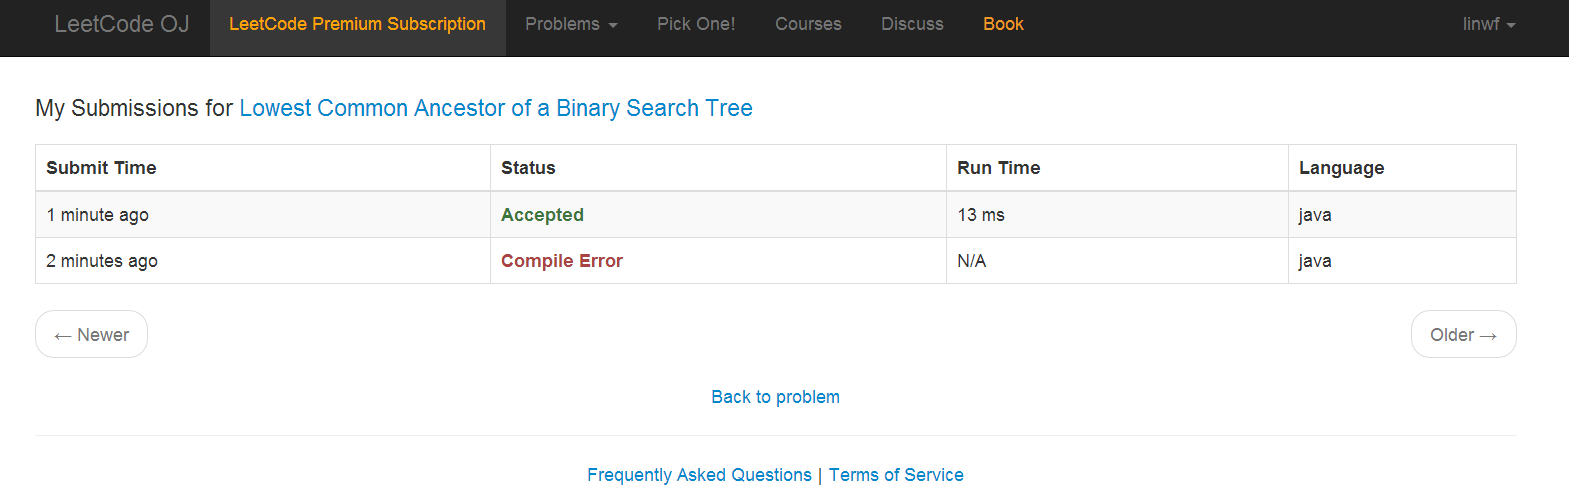 LeetCode OJ LeetCode Premium Subscription Problems Pick One! Courses Discuss Book linwf
My Submissions for Lowest Common Ancestor of a Binary Search Tree
Submit Time Status Run Time Language
1 minute ago Accepted 13 ms java
2 minutes ago Compile Error N/A java
← Newer Older →
Back to problem
Frequently Asked Questions | Terms of Service